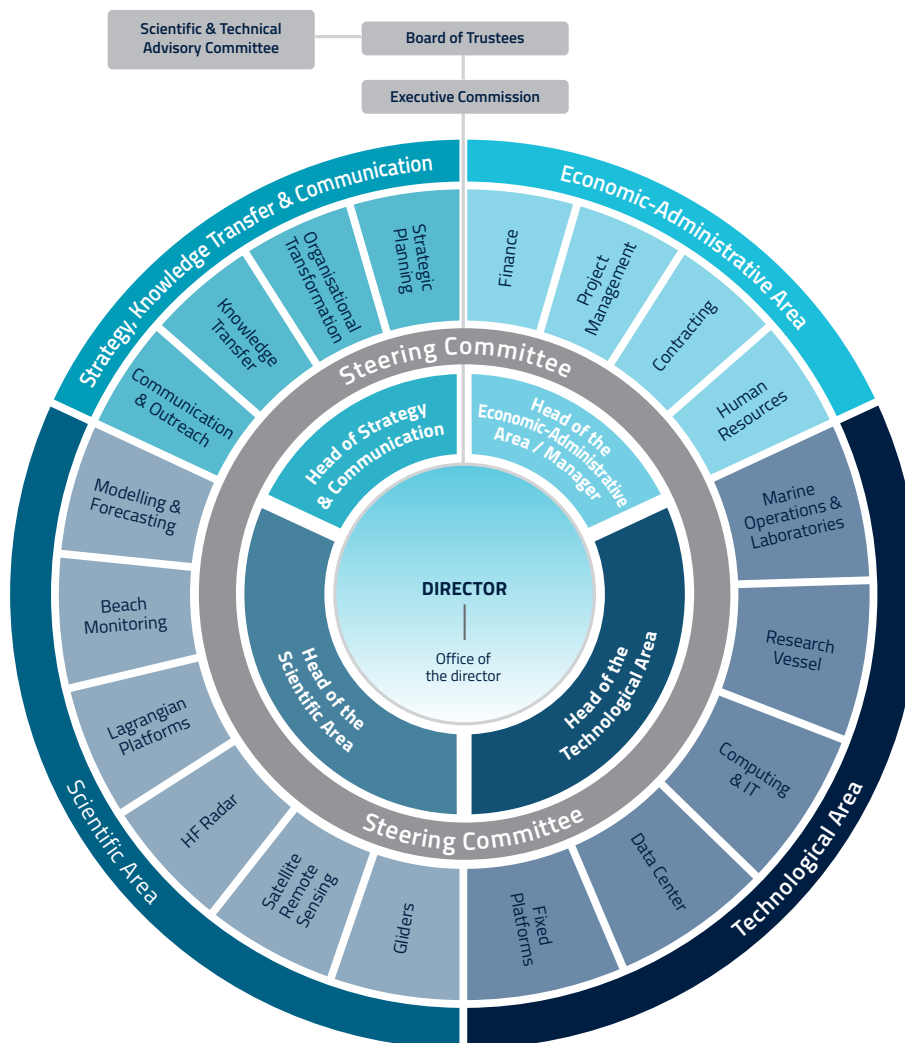 Scientific & Technical
Advisory Committee
Board of Trustees
Executive Commission
Strategy, Knowledge Transfer & Communication
Economic-Administrative Area
Strategic
Planning
Organisational
Transformation
Knowledge
Transfer
Communication
& Outreach
Finance
Project
Management
Contracting
Human
Resources
Steering Committee
Head of Strategy
& Communication
Head of the
Economic-Administrative
Area / Manager
Modelling &
Forecasting
Beach
Monitoring
Lagrangian
Platforms
HF Radar
Satellite
Remote
Sensing
Gliders
Marine
Operations &
Laboratories
Research
Vessel
Computing
& IT
Data Center
Fixed
Platforms
DIRECTOR
Office of
the director
Head of the
Scientific Area
Head of the
Technological Area
Steering Committee
Scientific Area
Technological Area